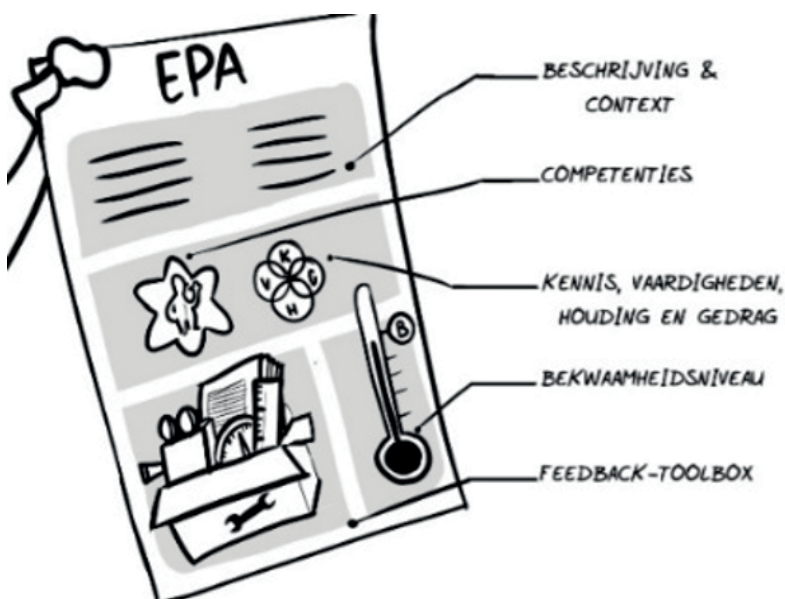 EPA
BESCHRIJVING &
CONTEXT
COMPETENTIES
K
V
G
H
KENNIS, VAARDIGHEDEN,
HOUDING EN GEDRAG
B
BEKWAAMHEIDSNIVEAU
FEEDBACK-TOOLBOX